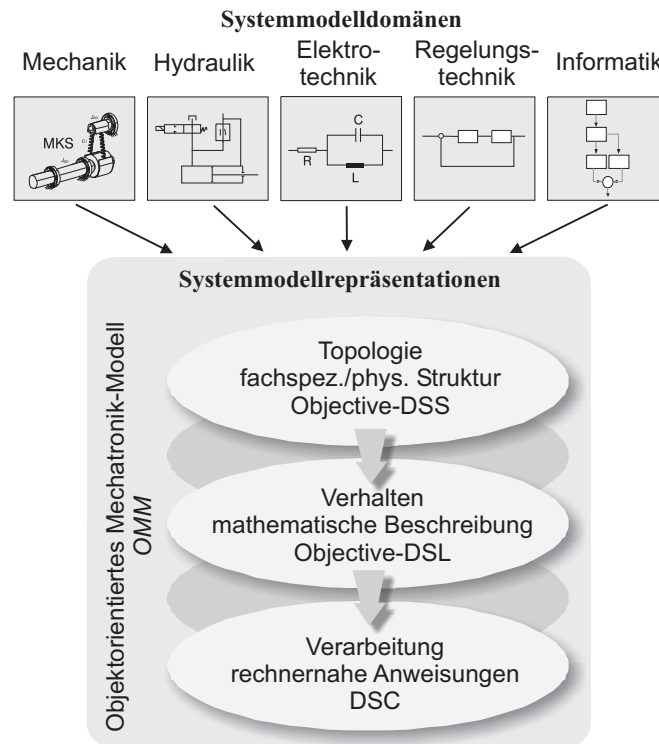 Systemmodelldomänen
Mechanik
Hydraulik
Elektro-
technik
Regelungs-
technik
Informatik
MKS
C
R
L
Systemmodellrepräsentationen
Objektorientiertes Mechatronik-Modell
OMM
Topologie
fachspez./phys. Struktur
Objective-DSS
Verhalten
mathematische Beschreibung
Objective-DSL
Verarbeitung
rechnernahe Anweisungen
DSC